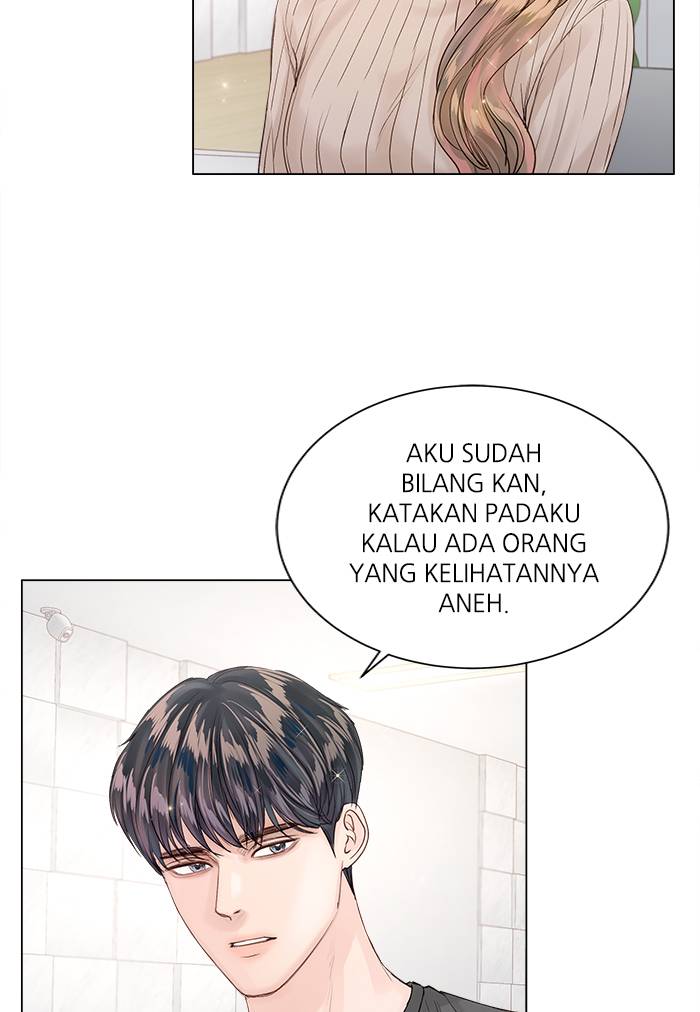 AKU SUDAH
BILANG KAN,
KATAKAN PADAKU
KALAU ADA ORANG
YANG KELIHATANNYA
ANEH.